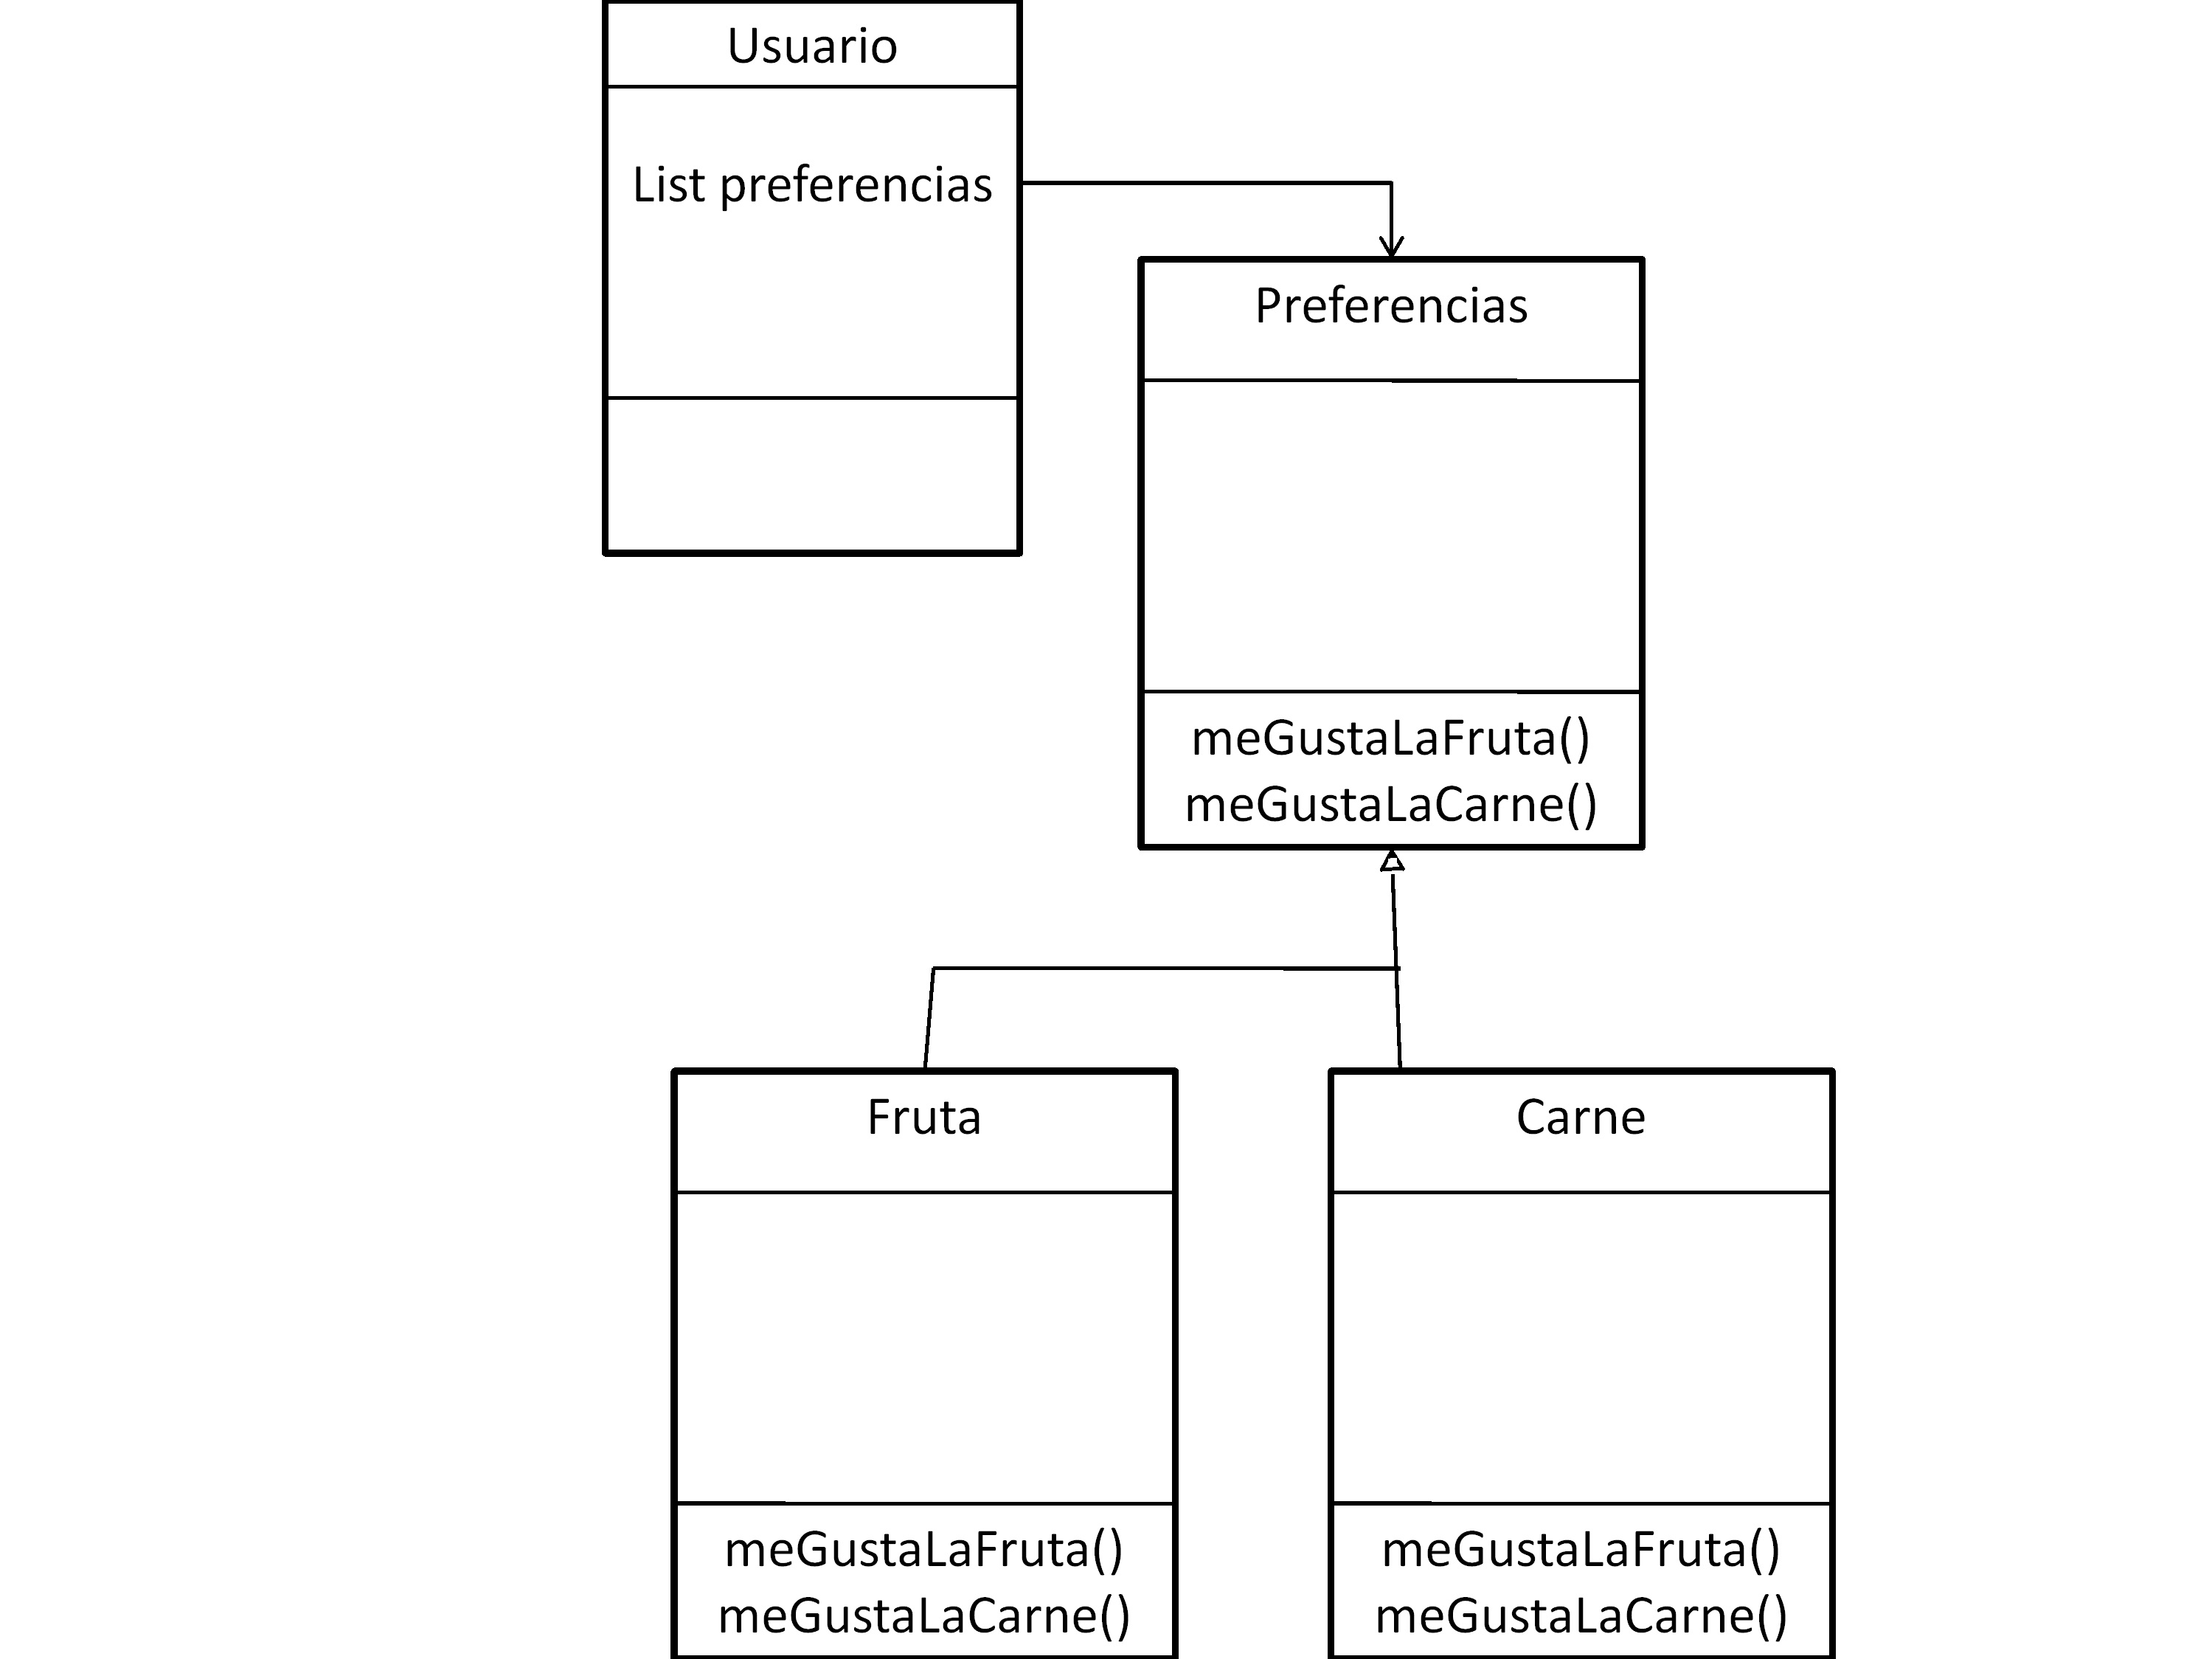 Usuario
List preferencias
Preferencias
meGustaLaFruta()
meGustaLaCarne()
Fruta
meGustaLaFruta()
meGustaLaCarne()
Carne
meGustaLaFruta()
meGustaLaCarne()